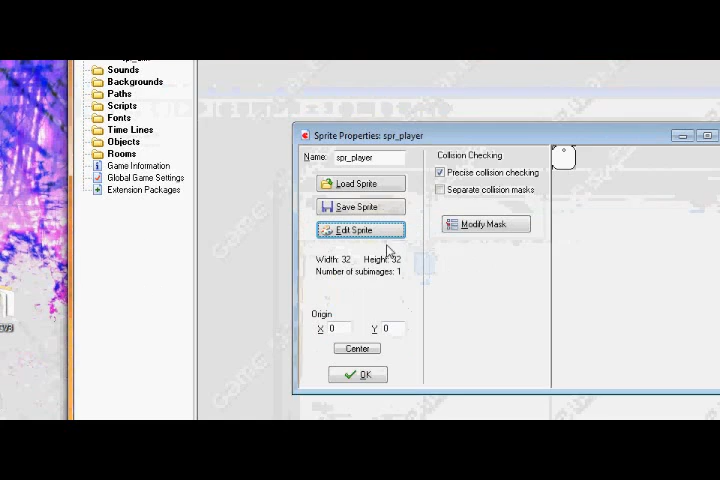 Sounds
Backgrounds
Paths
Scripts
Fonts
Time Lines
Objects
Rooms
Game Information
Global Game Settings
Extension Packages
Sprite Properties: spr_player
Name: spr_player
Load Sprite
Save Sprite
Edit Sprite
Width: 32 Height: 32
Number of subimages: 1
Origin
X 0 Y 0
Center
OK
Collision Checking
Precise collision checking
Separate collision masks
Modify Mask